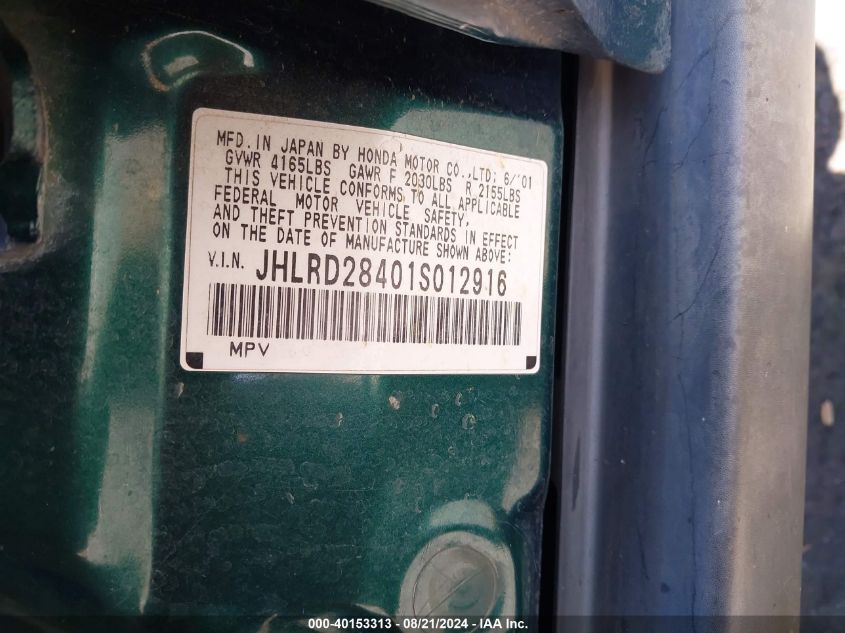 MFD. IN JAPAN BY HONDA MOTOR CO.,LTD; 6/'01
GVWR 4165LBS GAWR F 2030LBS R 2155LBS
THIS VEHICLE CONFORMS TO ALL APPLICABLE
FEDERAL MOTOR VEHICLE SAFETY,
AND THEFT PREVENTION STANDARDS IN EFFECT
ON THE DATE OF MANUFACTURE SHOWN ABOVE:
V.I.N. JHLRD28401S012916
MPV
000-40153313 - 08/21/2024 - IAA Inc.